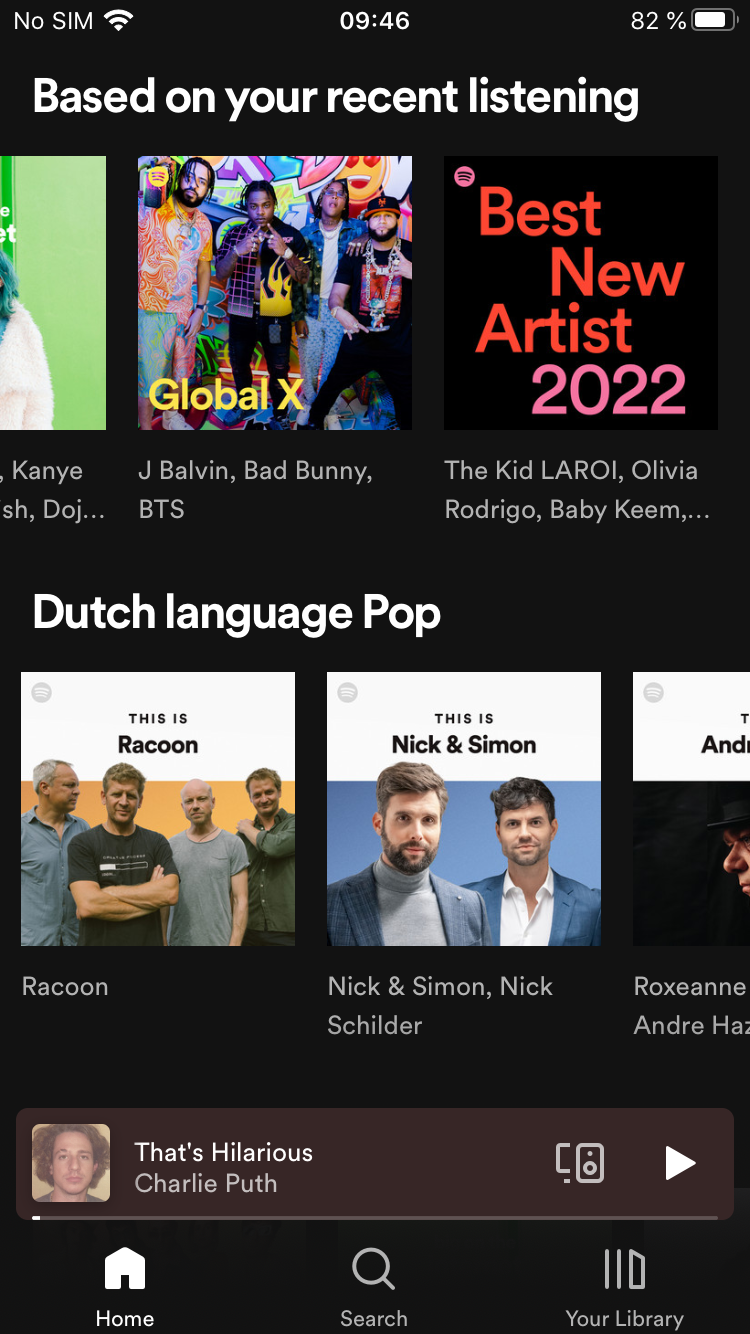 No SIM 09:46 82 %
Based on your recent listening
e
et
Global X
Best
New
Artist
2022
, Kanye
ish, Doj...
J Balvin, Bad Bunny,
BTS
The Kid LAROI, Olivia
Rodrigo, Baby Keem,...
Dutch language Pop
THIS IS
Racoon
THIS IS
Nick & Simon
T
Andr
Racoon
Nick & Simon, Nick
Schilder
Roxeanne
Andre Haz
That's Hilarious
Charlie Puth
Home
Search
Your Library